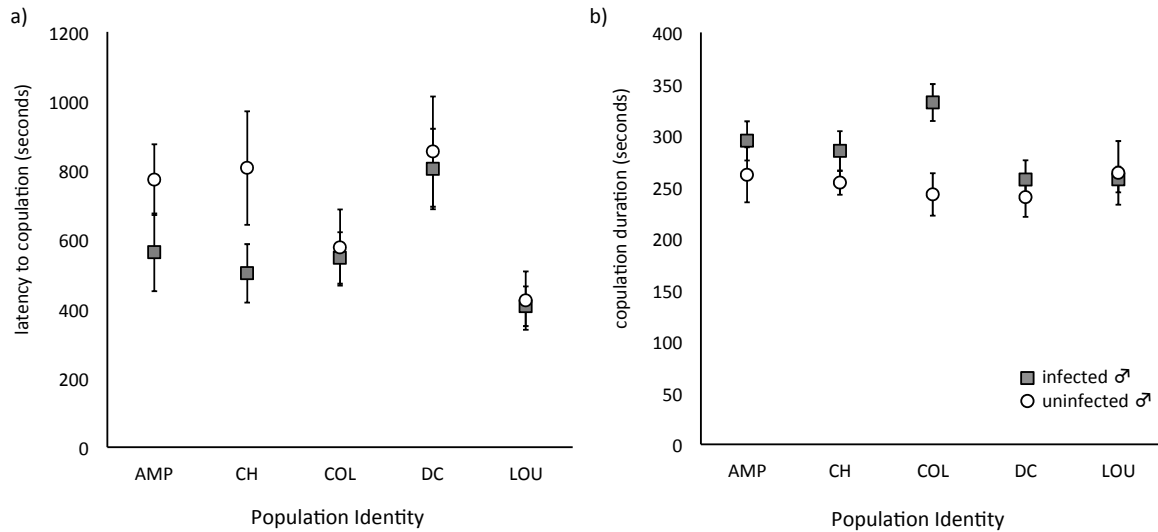 a)
1200
1000
800
600
400
200
0
latency to copulation (seconds)
AMP CH COL DC LOU
Population Identity
b)
400
350
300
250
200
150
100
50
0
copulation duration (seconds)
infected ♂
uninfected ♂
AMP CH COL DC LOU
Population Identity